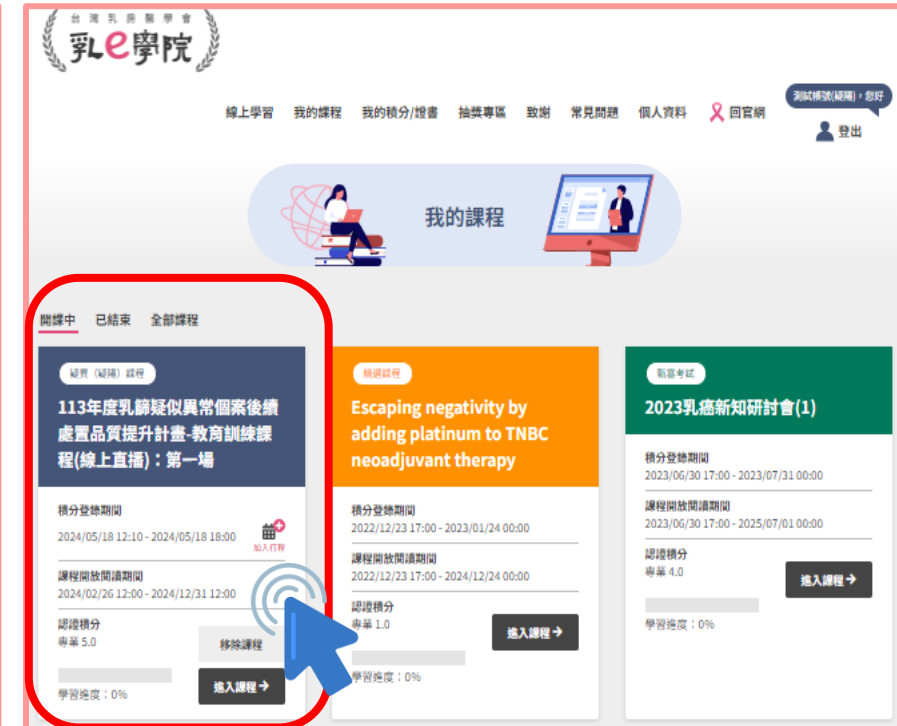 台灣乳房醫學會
乳e學院
測試帳號(疑陽)，您好
線上學習 我的課程 我的積分/證書 抽獎專區 致謝 常見問題 個人資料 回官網 登出
我的課程
開課中 已結束 全部課程
疑異（疑陽）課程
113年度乳篩疑似異常個案後續
處置品質提升計畫-教育訓練課
程(線上直播)：第一場
積分登錄期間
2024/05/18 12:10 - 2024/05/18 18:00
加入行程
課程開放閱讀期間
2024/02/26 12:00 - 2024/12/31 12:00
認證積分
專業 5.0
移除課程
學習進度：0%
進入課程→
精選課程
Escaping negativity by
adding platinum to TNBC
neoadjuvant therapy
積分登錄期間
2022/12/23 17:00 - 2023/01/24 00:00
課程開放閱讀期間
2022/12/23 17:00 - 2024/12/24 00:00
認證積分
專業 1.0
進入課程→
學習進度：0%
甄審考試
2023乳癌新知研討會(1)
積分登錄期間
2023/06/30 17:00 - 2023/07/31 00:00
課程開放閱讀期間
2023/06/30 17:00 - 2025/07/01 00:00
認證積分
專業 4.0
進入課程→
學習進度：0%